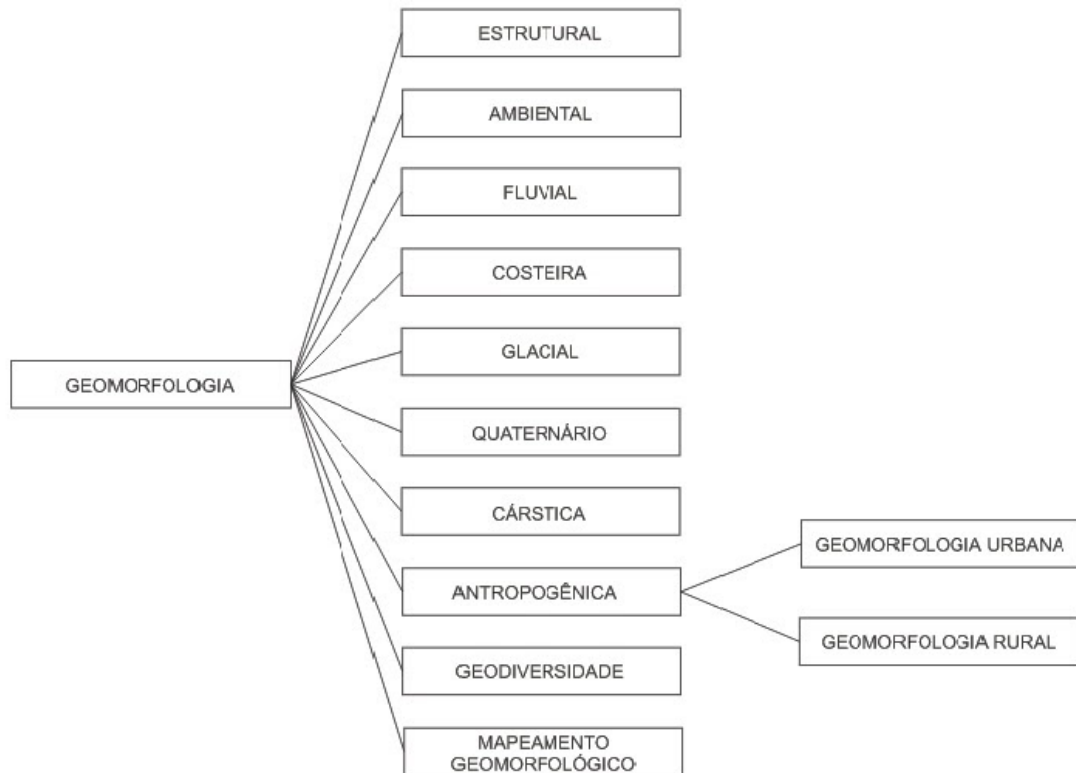 ESTRUTURAL
AMBIENTAL
FLUVIAL
COSTEIRA
GLACIAL
GEOMORFOLOGIA
QUATERNÁRIO
CÁRSTICA
GEOMORFOLOGIA URBANA
ANTROPOGÊNICA
GEOMORFOLOGIA RURAL
GEODIVERSIDADE
MAPEAMENTO
GEOMORFOLÓGICO